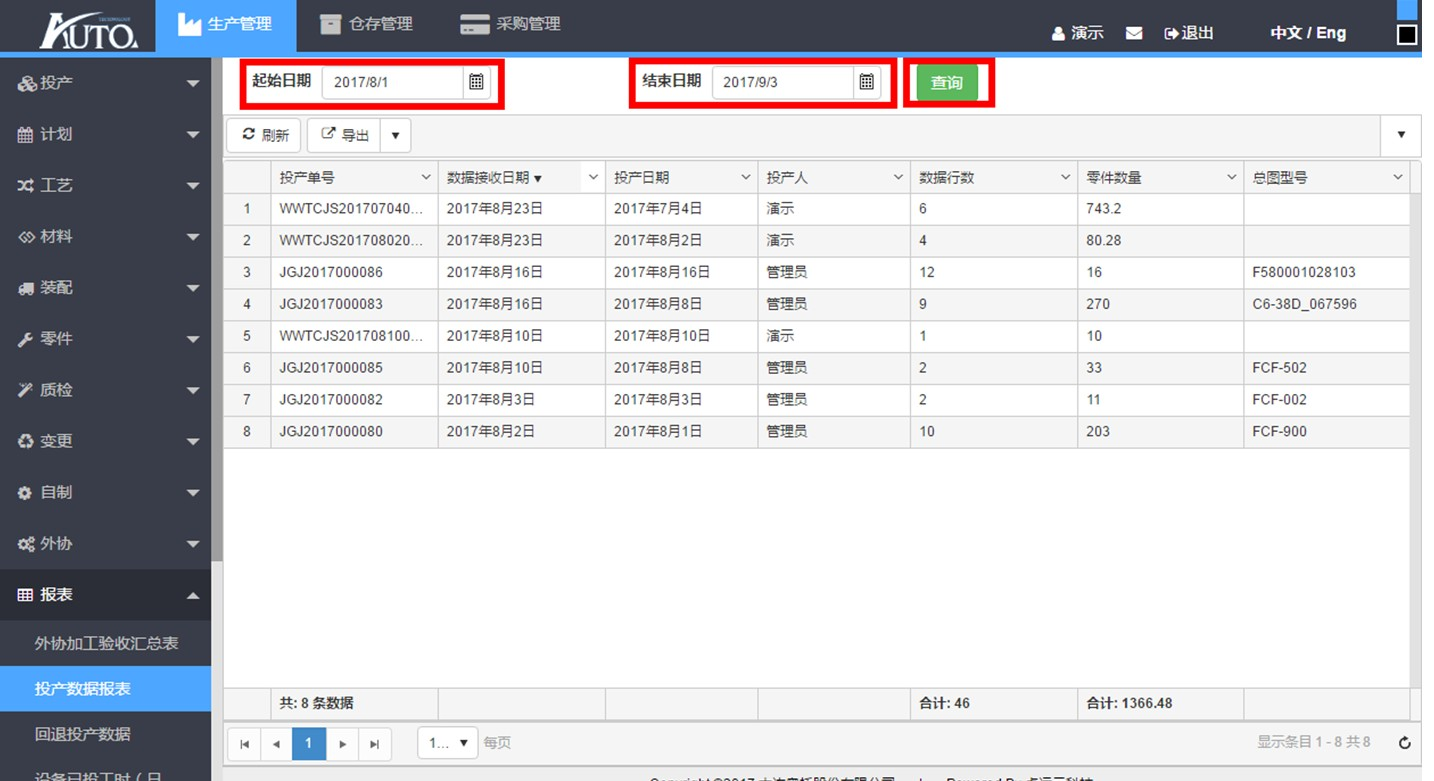 AUTO TECHNOLOGY 生产管理 仓存管理 采购管理 演示 退出 中文 / Eng
投产
计划
工艺
材料
装配
零件
质检
变更
自制
外协
报表
外协加工验收汇总表
投产数据报表
回退投产数据
起始日期 2017/8/1 结束日期 2017/9/3 查询
刷新 导出
投产单号 数据接收日期 投产日期 投产人 数据行数 零件数量 总图型号
1 WWTCJS201707040... 2017年8月23日 2017年7月4日 演示 6 743.2
2 WWTCJS201708020... 2017年8月23日 2017年8月2日 演示 4 80.28
3 JGJ2017000086 2017年8月16日 2017年8月16日 管理员 12 16 F580001028103
4 JGJ2017000083 2017年8月16日 2017年8月8日 管理员 9 270 C6-38D_067596
5 WWTCJS201708100... 2017年8月10日 2017年8月10日 演示 1 10
6 JGJ2017000085 2017年8月10日 2017年8月8日 管理员 2 33 FCF-502
7 JGJ2017000082 2017年8月3日 2017年8月3日 管理员 2 11 FCF-002
8 JGJ2017000080 2017年8月2日 2017年8月1日 管理员 10 203 FCF-900
共: 8 条数据 合计: 46 合计: 1366.48
1 1... 每页 显示条目 1 - 8 共 8